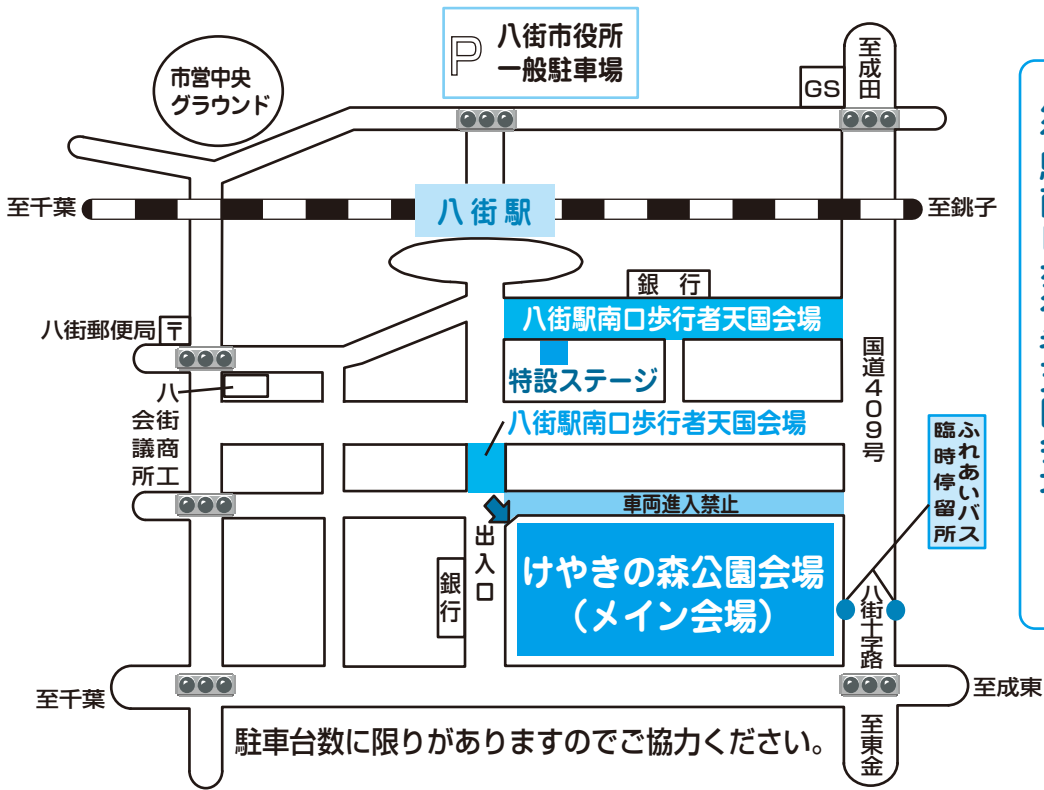 P
八街市役所
一般駐車場
市営中央
グラウンド
GS
至成田
至千葉
八街駅
至銚子
銀 行
八街駅南口歩行者天国会場
八街郵便局
〒
特設ステージ
国道409号
八街駅南口歩行者天国会場
八街商工
会議所
ふれあいバス
臨時停留所
車両進入禁止
出入口
銀行
けやきの森公園会場
（メイン会場）
八街十字路
至千葉
至成東
至東金
駐車台数に限りがありますのでご協力ください。